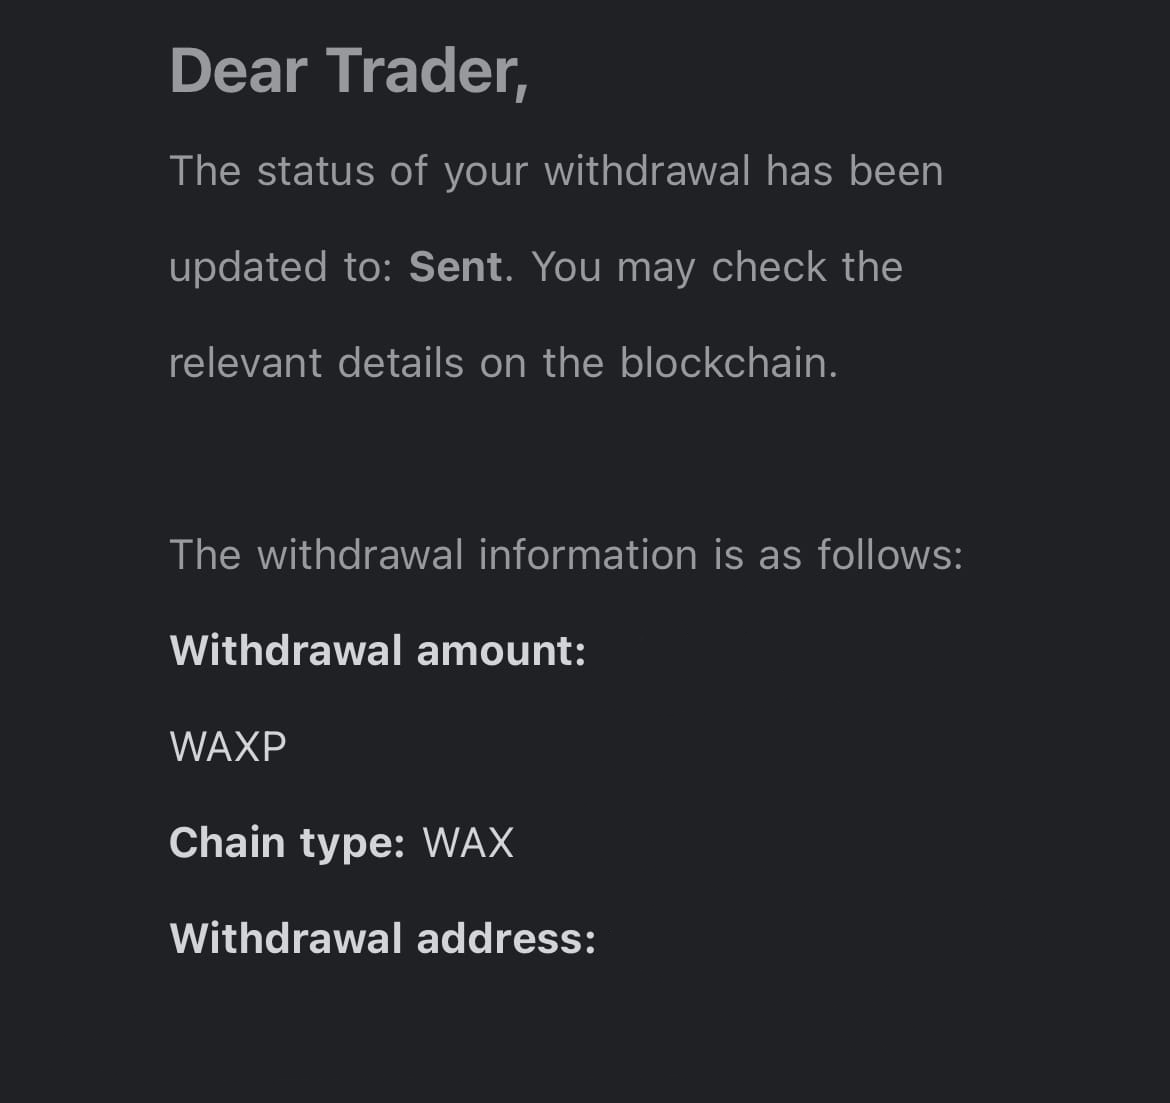 Dear Trader,
The status of your withdrawal has been
updated to: Sent. You may check the
relevant details on the blockchain.
The withdrawal information is as follows:
Withdrawal amount:
WAXP
Chain type: WAX
Withdrawal address: